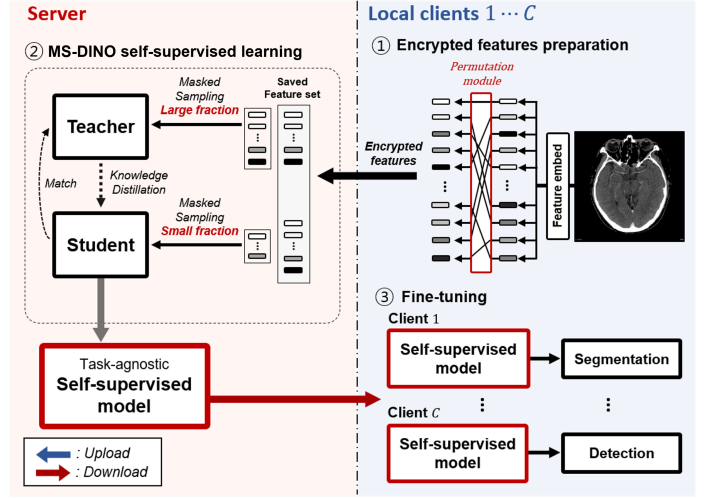 Server
② MS-DINO self-supervised learning
Masked
Sampling
Large fraction
Saved
Feature set
Teacher
Match
Knowledge
Distillation
Masked
Sampling
Small fraction
Student
Task-agnostic
Self-supervised
model
: Upload
: Download
Local clients 1 ⋯ C
① Encrypted features preparation
Permutation
module
Encrypted
features
Feature embed
③ Fine-tuning
Client 1
Self-supervised
model
Segmentation
Client C
Self-supervised
model
Detection